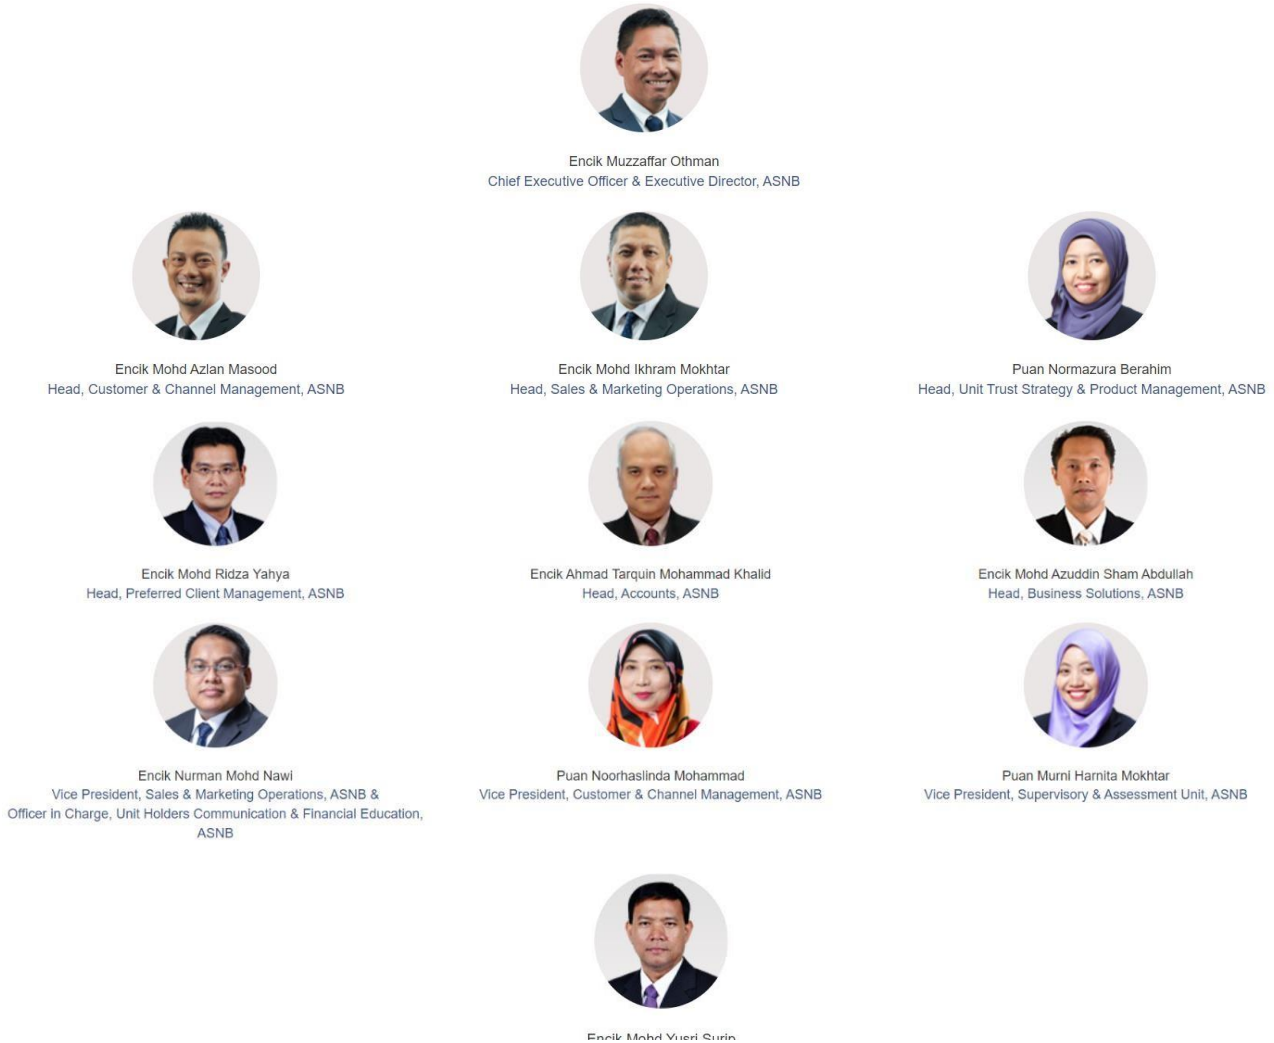 Encik Muzzaffar Othman
Chief Executive Officer & Executive Director, ASNB
Encik Mohd Azlan Masood
Head, Customer & Channel Management, ASNB
Encik Mohd Ikhram Mokhtar
Head, Sales & Marketing Operations, ASNB
Puan Normazura Berahim
Head, Unit Trust Strategy & Product Management, ASNB
Encik Mohd Ridza Yahya
Head, Preferred Client Management, ASNB
Encik Ahmad Tarquin Mohammad Khalid
Head, Accounts, ASNB
Encik Mohd Azuddin Sham Abdullah
Head, Business Solutions, ASNB
Encik Nurman Mohd Nawi
Vice President, Sales & Marketing Operations, ASNB &
Officer in Charge, Unit Holders Communication & Financial Education,
ASNB
Puan Noorhaslinda Mohammad
Vice President, Customer & Channel Management, ASNB
Puan Murni Harnita Mokhtar
Vice President, Supervisory & Assessment Unit, ASNB
Encik Mohd Yusri Surip